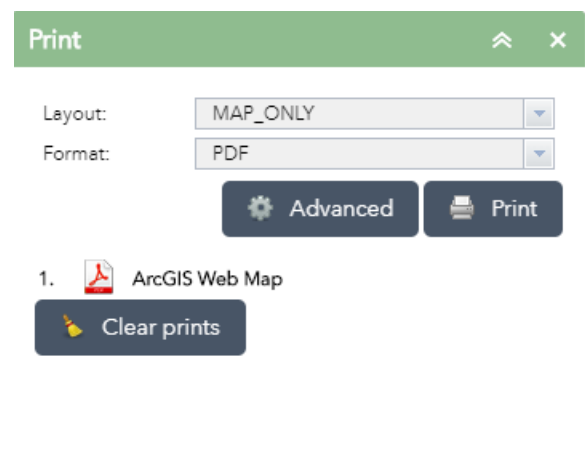 Print
Layout: MAP_ONLY
Format: PDF
Advanced Print
1. ArcGIS Web Map
Clear prints